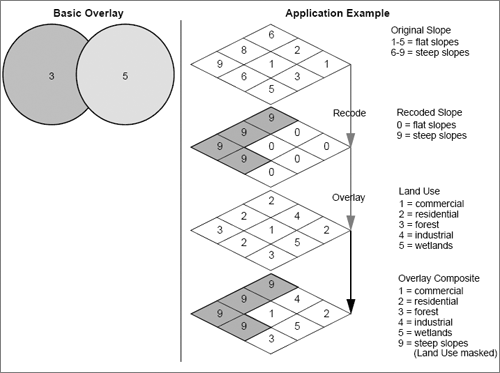 Basic Overlay
3 5
Application Example
6
8 2
9 1 1
6 3
5
Original Slope
1-5 = flat slopes
6-9 = steep slopes
Recode
9
9 0
9 0 0
9 0
0
Recoded Slope
0 = flat slopes
9 = steep slopes
Overlay
2
2 4
3 1 2
2 5
3
Land Use
1 = commercial
2 = residential
3 = forest
4 = industrial
5 = wetlands
9
9 4
9 1 2
9 5
3
Overlay Composite
1 = commercial
2 = residential
3 = forest
4 = industrial
5 = wetlands
9 = steep slopes
(Land Use masked)